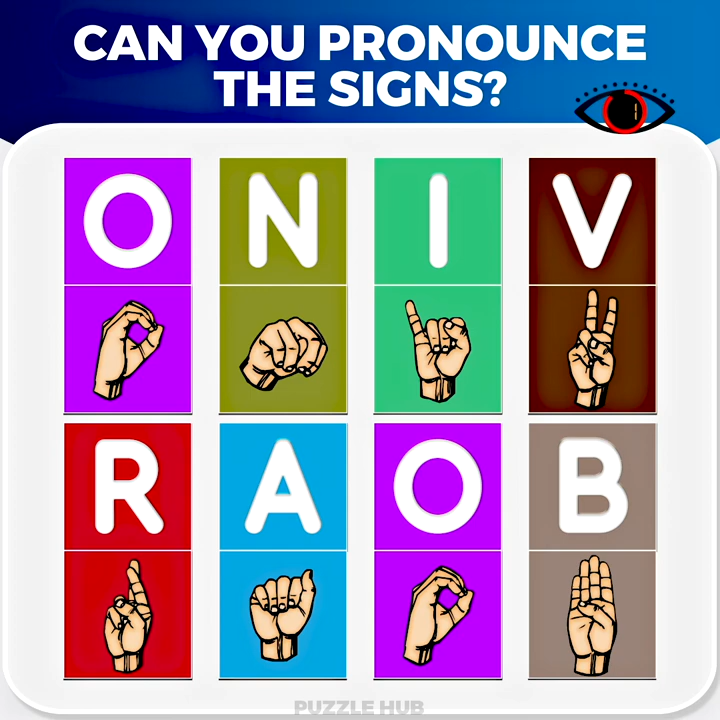 CAN YOU PRONOUNCE
THE SIGNS?
O N I V
R A O B
PUZZLE HUB